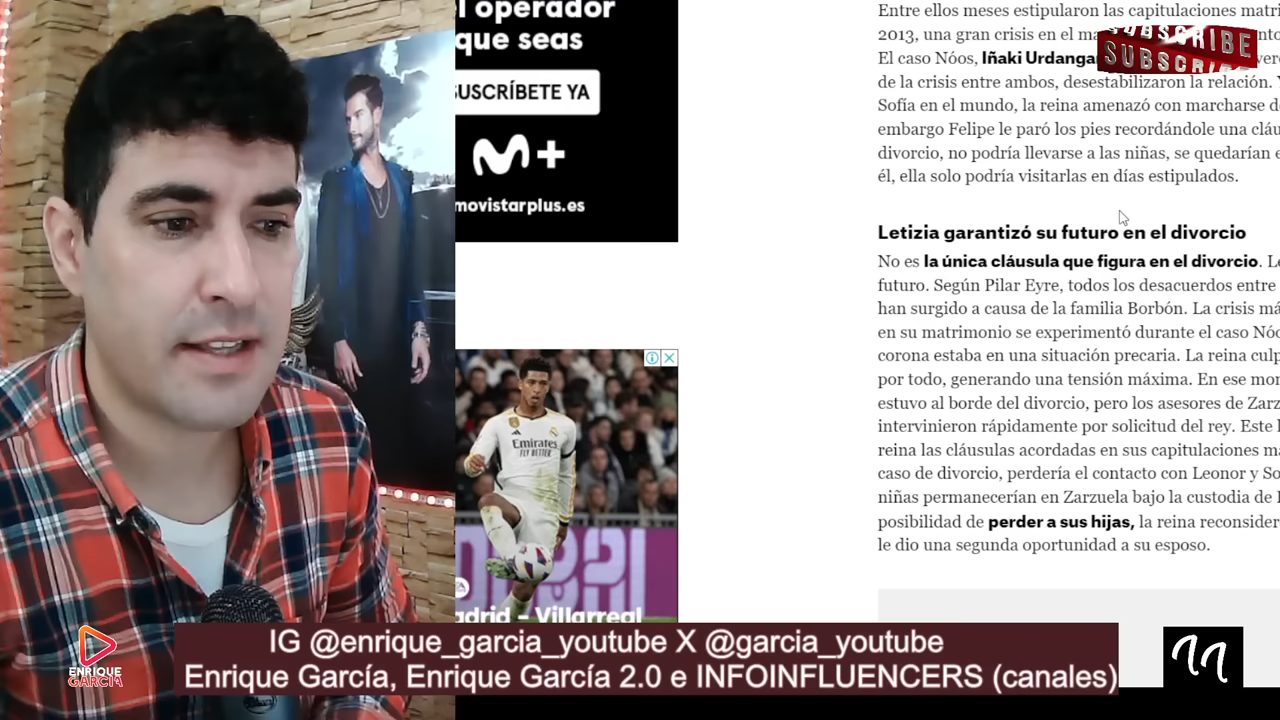 l operador
que seas
SUSCRÍBETE YA
M+
movistarplus.es
Emirates
FLY BETTER
adrid - Villarreal
SUBSCRIBE
SUBSCRIBE
Entre ellos meses estipularon las capitulaciones matri
2013, una gran crisis en el ma
El caso Nóos, Iñaki Urdanga
de la crisis entre ambos, desestabilizaron la relación.
Sofía en el mundo, la reina amenazó con marcharse d
embargo Felipe le paró los pies recordándole una cláu
divorcio, no podría llevarse a las niñas, se quedarían e
él, ella solo podría visitarlas en días estipulados.
Letizia garantizó su futuro en el divorcio
No es la única cláusula que figura en el divorcio. Le
futuro. Según Pilar Eyre, todos los desacuerdos entre
han surgido a causa de la familia Borbón. La crisis má
en su matrimonio se experimentó durante el caso Nóo
corona estaba en una situación precaria. La reina culp
por todo, generando una tensión máxima. En ese mon
estuvo al borde del divorcio, pero los asesores de Zarz
intervinieron rápidamente por solicitud del rey. Este l
reina las cláusulas acordadas en sus capitulaciones ma
caso de divorcio, perdería el contacto con Leonor y So
niñas permanecerían en Zarzuela bajo la custodia de
posibilidad de perder a sus hijas, la reina reconsider
le dio una segunda oportunidad a su esposo.
ENRIQUE
GARCÍA
IG @enrique_garcia_youtube X @garcia_youtube
Enrique García, Enrique García 2.0 e INFOINFLUENCERS (canales)